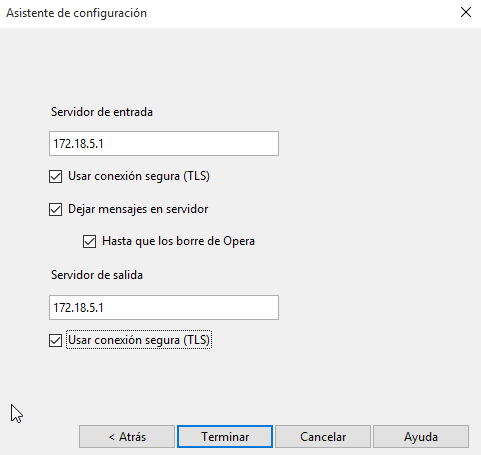 Asistente de configuración
Servidor de entrada
172.18.5.1
Usar conexión segura (TLS)
Dejar mensajes en servidor
Hasta que los borre de Opera
Servidor de salida
172.18.5.1
Usar conexión segura (TLS)
< Atrás Terminar Cancelar Ayuda